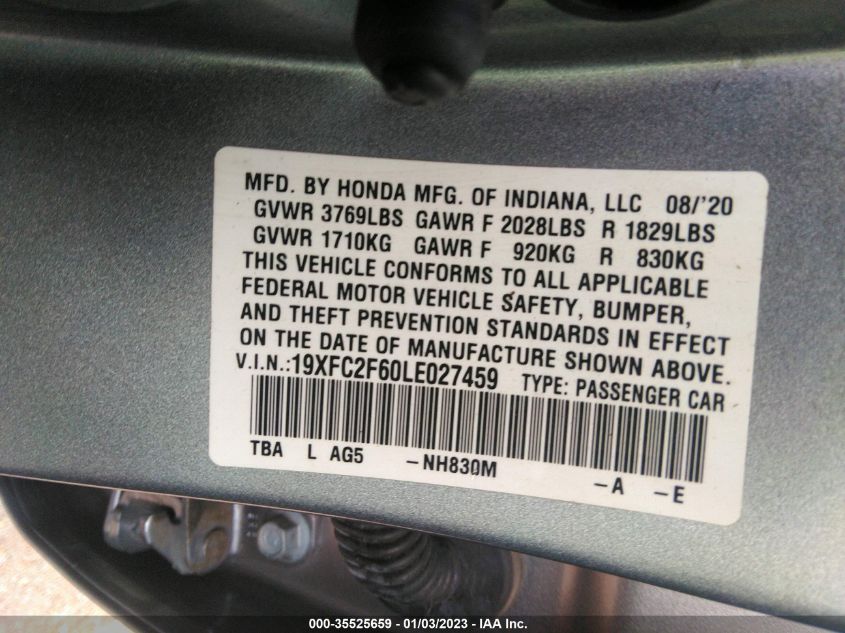 MFD. BY HONDA MFG. OF INDIANA, LLC 08/'20
GVWR 3769LBS GAWR F 2028LBS R 1829LBS
GVWR 1710KG GAWR F 920KG R 830KG
THIS VEHICLE CONFORMS TO ALL APPLICABLE
FEDERAL MOTOR VEHICLE SAFETY, BUMPER,
AND THEFT PREVENTION STANDARDS IN EFFECT
ON THE DATE OF MANUFACTURE SHOWN ABOVE.
V.I.N.:19XFC2F60LE027459 TYPE: PASSENGER CAR
TBA L AG5 -NH830M -A -E
000-35525659 - 01/03/2023 - IAA Inc.